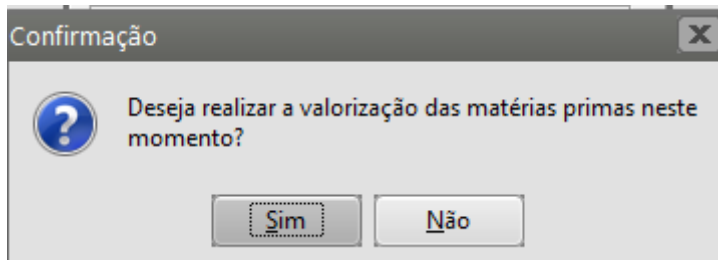 Confirmação
Deseja realizar a valorização das matérias primas neste
momento?
Sim
Não